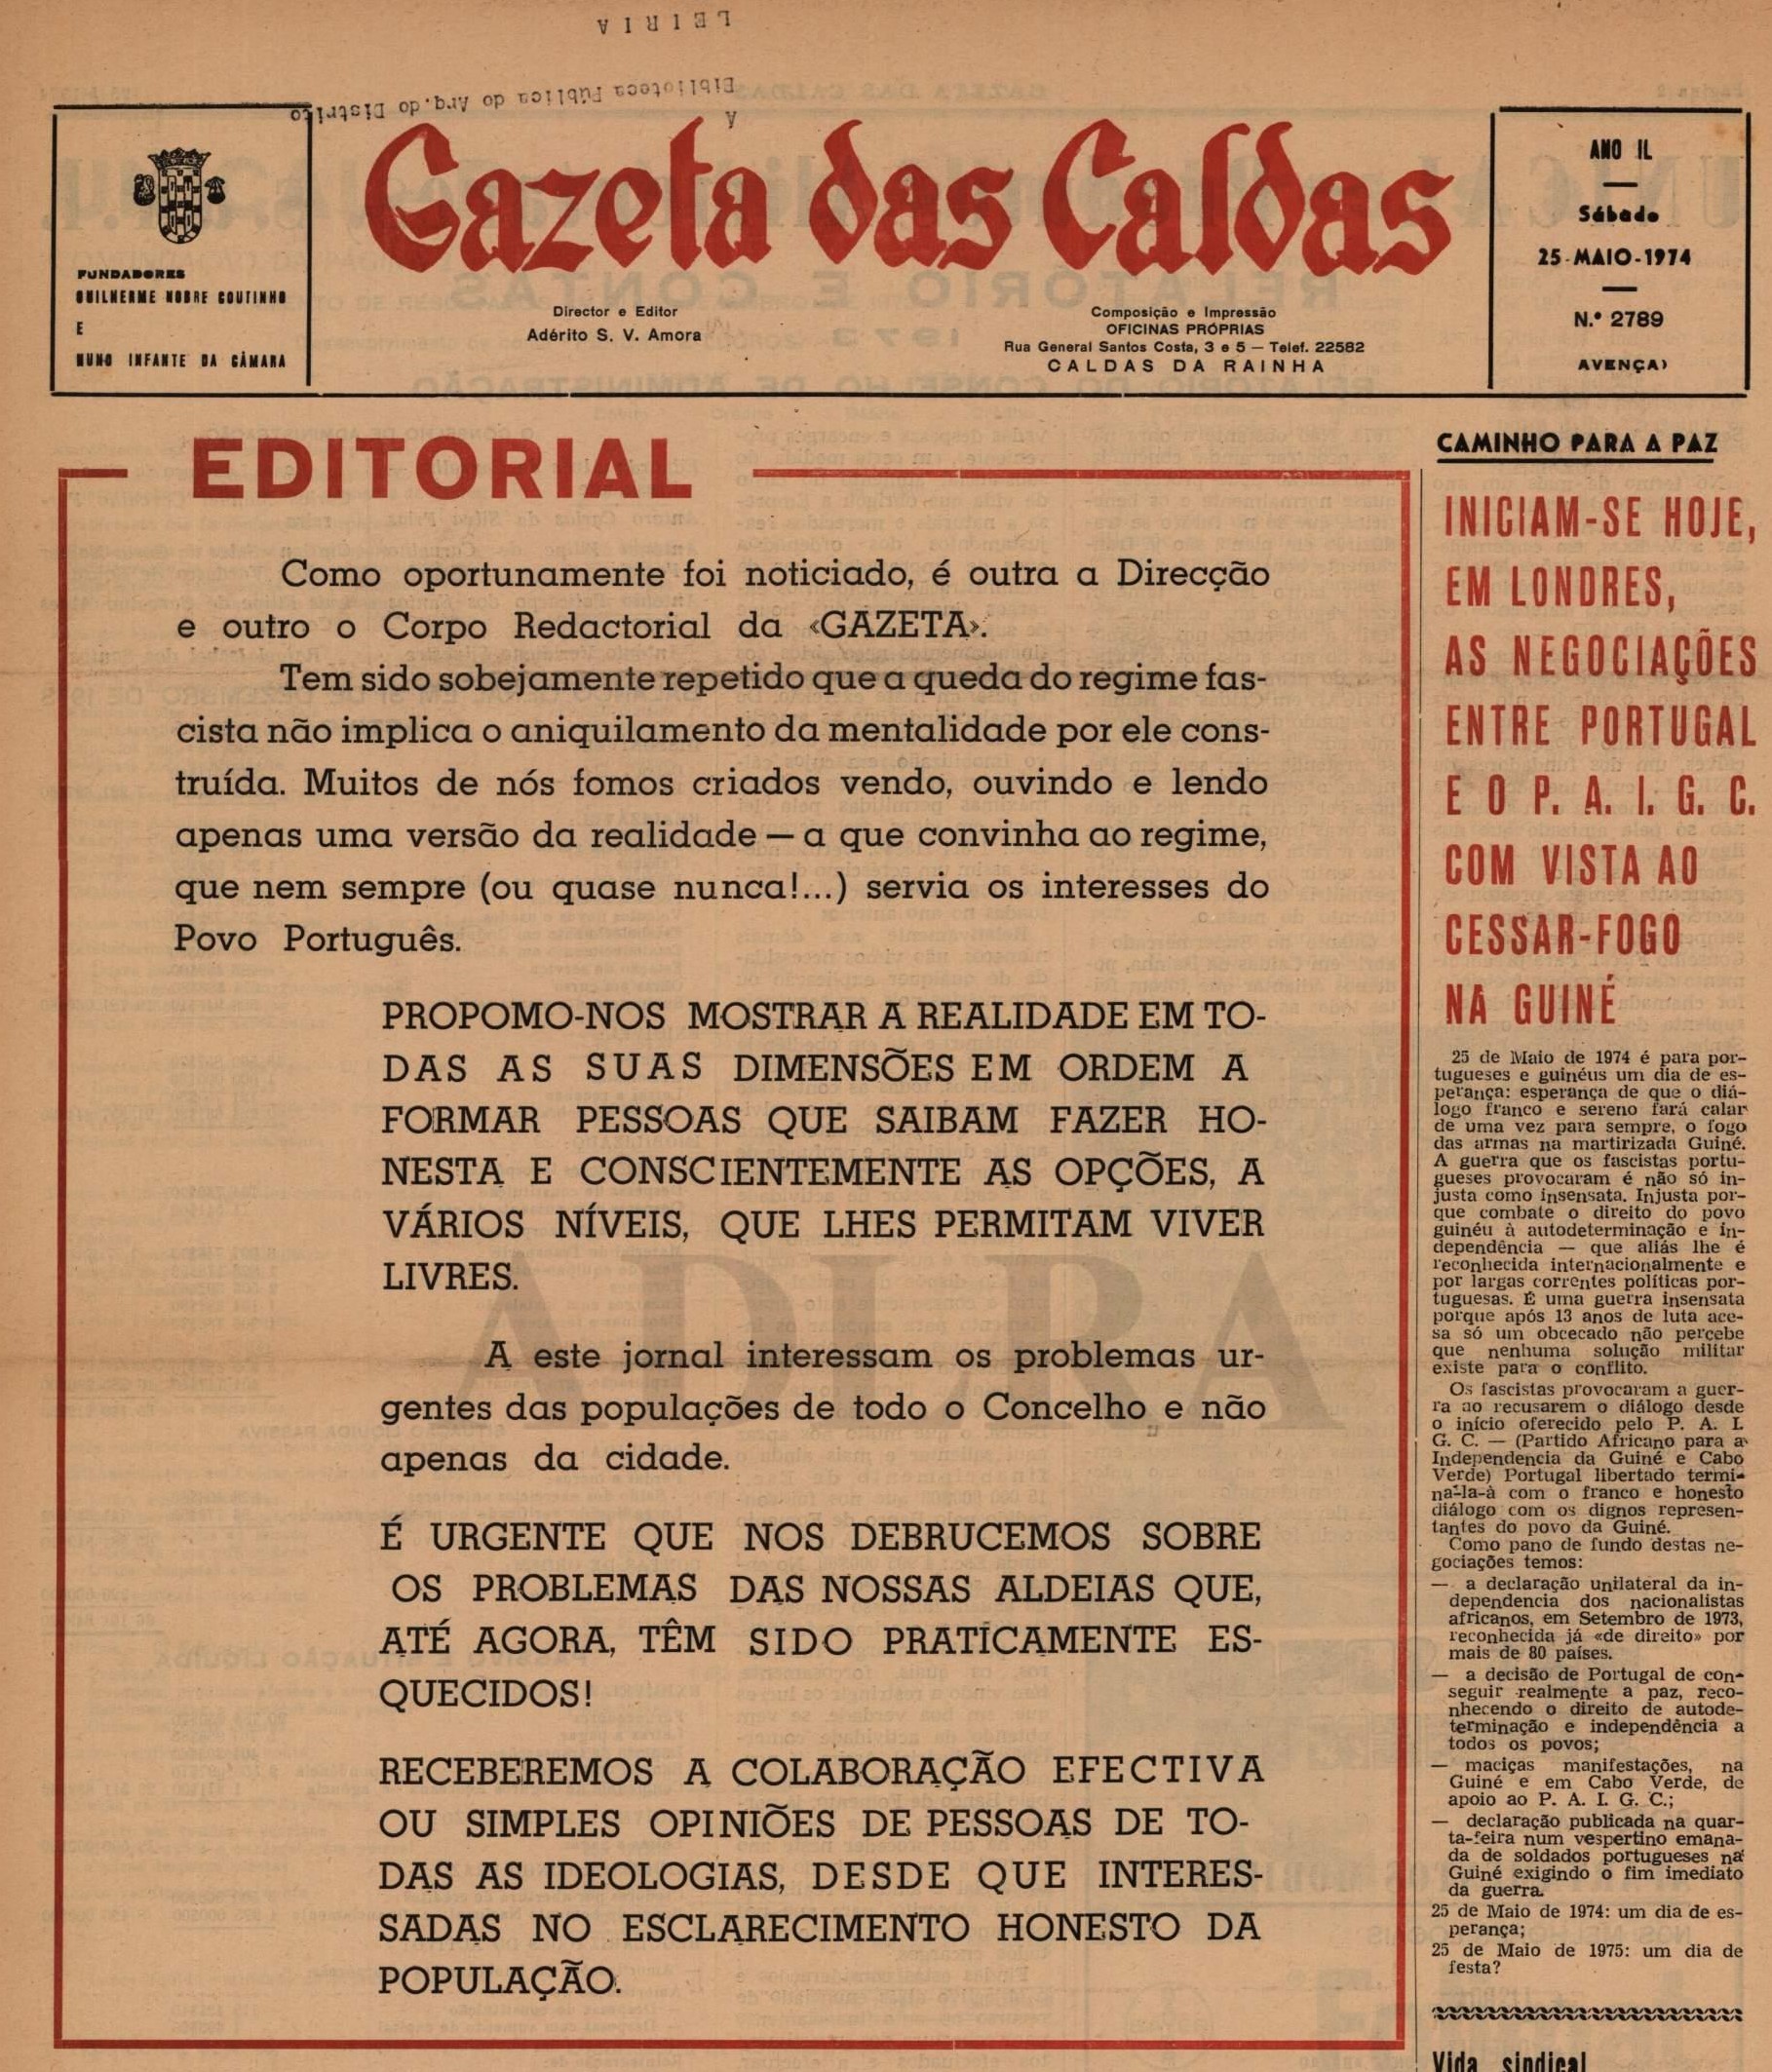 LEIRIA
Biblioteca Pública do Arq.do Distrito
À
FUNDADORES
GUILHERME NOBRE COUTINHO
E
NUNO INFANTE DA CÂMARA
Gazeta das Caldas
Director e Editor
Adérito S. V. Amora
Composição e Impressão
OFICINAS PRÓPRIAS
Rua General Santos Costa, 3 e 5 — Telef. 22582
CALDAS DA RAINHA
ANO IL
Sábado
25-MAIO-1974
N.º 2789
AVENÇA)
EDITORIAL
Como oportunamente foi noticiado, é outra a Direcção
e outro o Corpo Redactorial da «GAZETA».
Tem sido sobejamente repetido que a queda do regime fas-
cista não implica o aniquilamento da mentalidade por ele cons-
truída. Muitos de nós fomos criados vendo, ouvindo e lendo
apenas uma versão da realidade — a que convinha ao regime,
que nem sempre (ou quase nunca!...) servia os interesses do
Povo Português.
PROPOMO-NOS MOSTRAR A REALIDADE EM TO-
DAS AS SUAS DIMENSÕES EM ORDEM A
FORMAR PESSOAS QUE SAIBAM FAZER HO-
NESTA E CONSCIENTEMENTE AS OPÇÕES, A
VÁRIOS NÍVEIS, QUE LHES PERMITAM VIVER
LIVRES.
A este jornal interessam os problemas ur-
gentes das populações de todo o Concelho e não
apenas da cidade.
É URGENTE QUE NOS DEBRUCEMOS SOBRE
OS PROBLEMAS DAS NOSSAS ALDEIAS QUE,
ATÉ AGORA, TÊM SIDO PRATICAMENTE ES-
QUECIDOS!
RECEBEREMOS A COLABORAÇÃO EFECTIVA
OU SIMPLES OPINIÕES DE PESSOAS DE TO-
DAS AS IDEOLOGIAS, DESDE QUE INTERES-
SADAS NO ESCLARECIMENTO HONESTO DA
POPULAÇÃO.
CAMINHO PARA A PAZ
INICIAM-SE HOJE,
EM LONDRES,
AS NEGOCIAÇÕES
ENTRE PORTUGAL
E O P. A. I. G. C.
COM VISTA AO
CESSAR-FOGO
NA GUINÉ
25 de Maio de 1974 é para por-
tugueses e guinéus um dia de es-
perança: esperança de que o diá-
logo franco e sereno fará calar
de uma vez para sempre, o fogo
das armas na martirizada Guiné.
A guerra que os fascistas portu-
gueses provocaram é não só in-
justa como insensata. Injusta por-
que combate o direito do povo
guinéu à autodeterminação e in-
dependência — que aliás lhe é
reconhecida internacionalmente e
por largas correntes políticas por-
tuguesas. É uma guerra insensata
porque após 13 anos de luta ace-
sa só um obcecado não percebe
que nenhuma solução militar
existe para o conflito.
Os fascistas provocaram a guer-
ra ao recusarem o diálogo desde
o início oferecido pelo P. A. I.
G. C. — (Partido Africano para a
Independencia da Guiné e Cabo
Verde) Portugal libertado termi-
na-la-à com o franco e honesto
diálogo com os dignos represen-
tantes do povo da Guiné.
Como pano de fundo destas ne-
gociações temos:
— a declaração unilateral da in-
dependencia dos nacionalistas
africanos, em Setembro de 1973,
reconhecida já «de direito» por
mais de 80 países.
— a decisão de Portugal de con-
seguir realmente a paz, reco-
nhecendo o direito de autode-
terminação e independência a
todos os povos;
— maciças manifestações, na
Guiné e em Cabo Verde, de
apoio ao P. A. I. G. C.;
— declaração publicada na quar-
ta-feira num vespertino emana-
da de soldados portugueses na
Guiné exigindo o fim imediato
da guerra.
25 de Maio de 1974: um dia de es-
perança;
25 de Maio de 1975: um dia de
festa?
Vida sindical